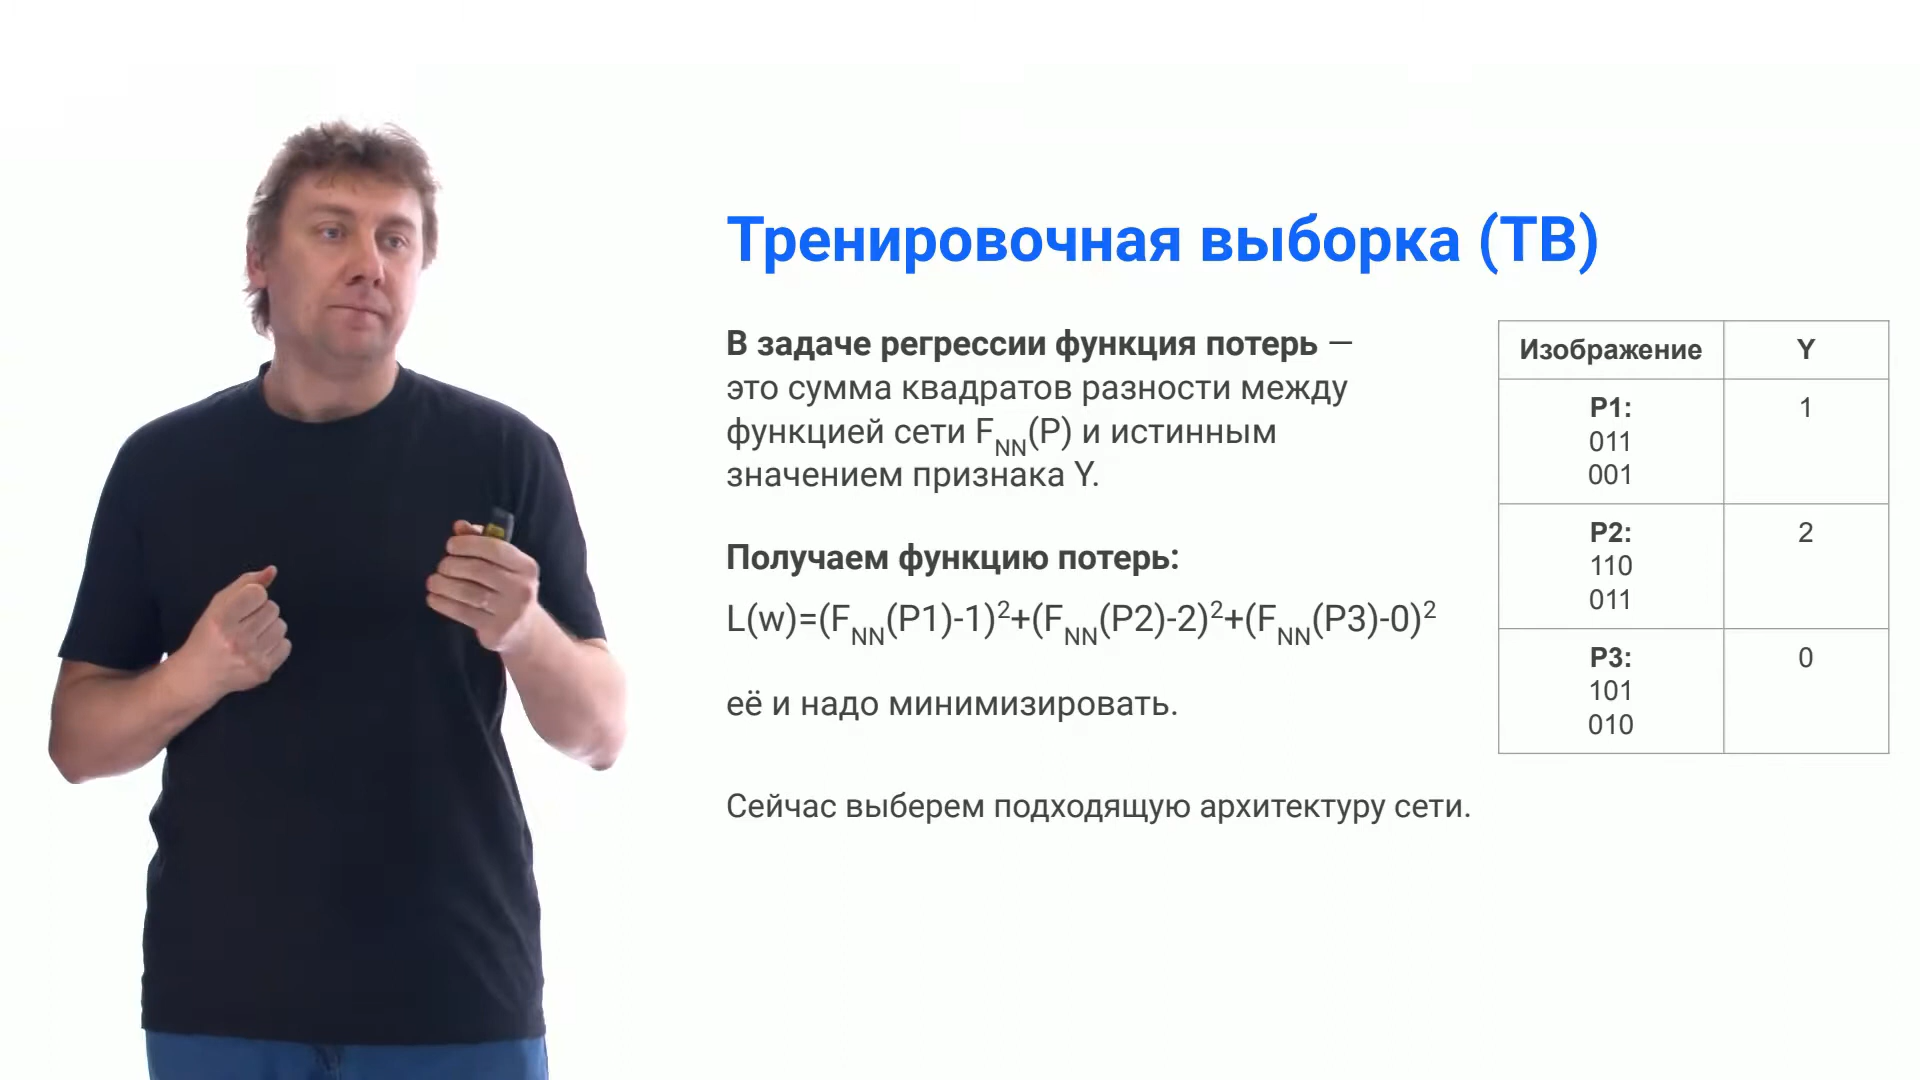 Тренировочная выборка (ТВ)
В задаче регрессии функция потерь —
это сумма квадратов разности между
функцией сети F_NN(P) и истинным
значением признака Y.
Получаем функцию потерь:
L(w)=(F_NN(P1)-1)²+(F_NN(P2)-2)²+(F_NN(P3)-0)²
её и надо минимизировать.
Сейчас выберем подходящую архитектуру сети.
Изображение Y
P1: 1
011
001
P2: 2
110
011
P3: 0
101
010